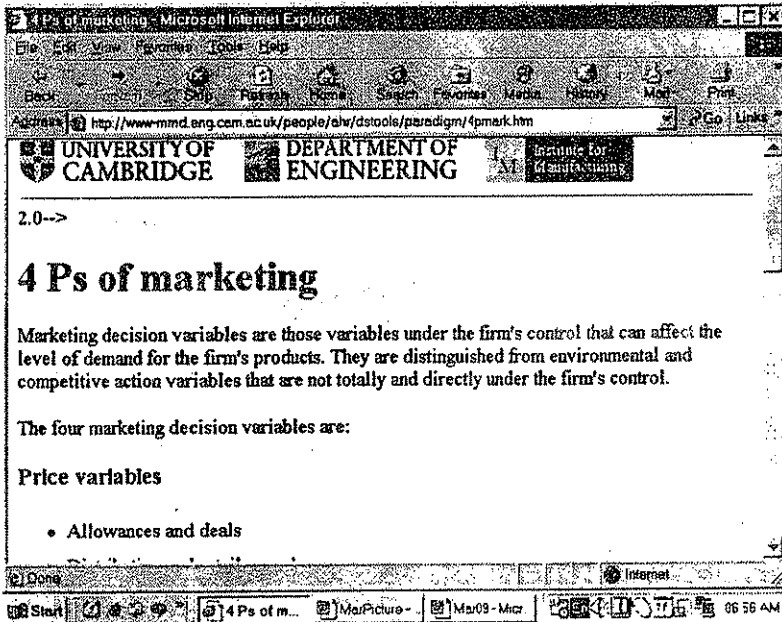 4 Ps of marketing - Microsoft Internet Explorer
File Edit View Favorites Tools Help
Back Stop Refresh Home Search Favorites Media History Mail Print
Address http://www-mmd.eng.cam.ac.uk/people/ahr/dstools/paradigm/4pmark.htm Go Links
UNIVERSITY OF CAMBRIDGE DEPARTMENT OF ENGINEERING Manufacturing
2.0-->
4 Ps of marketing
Marketing decision variables are those variables under the firm's control that can affect the
level of demand for the firm's products. They are distinguished from environmental and
competitive action variables that are not totally and directly under the firm's control.
The four marketing decision variables are:
Price variables
• Allowances and deals
Done Internet
Start 4 Ps of m... MarPicture - .. Mar09 - Micr. 06 56 AM